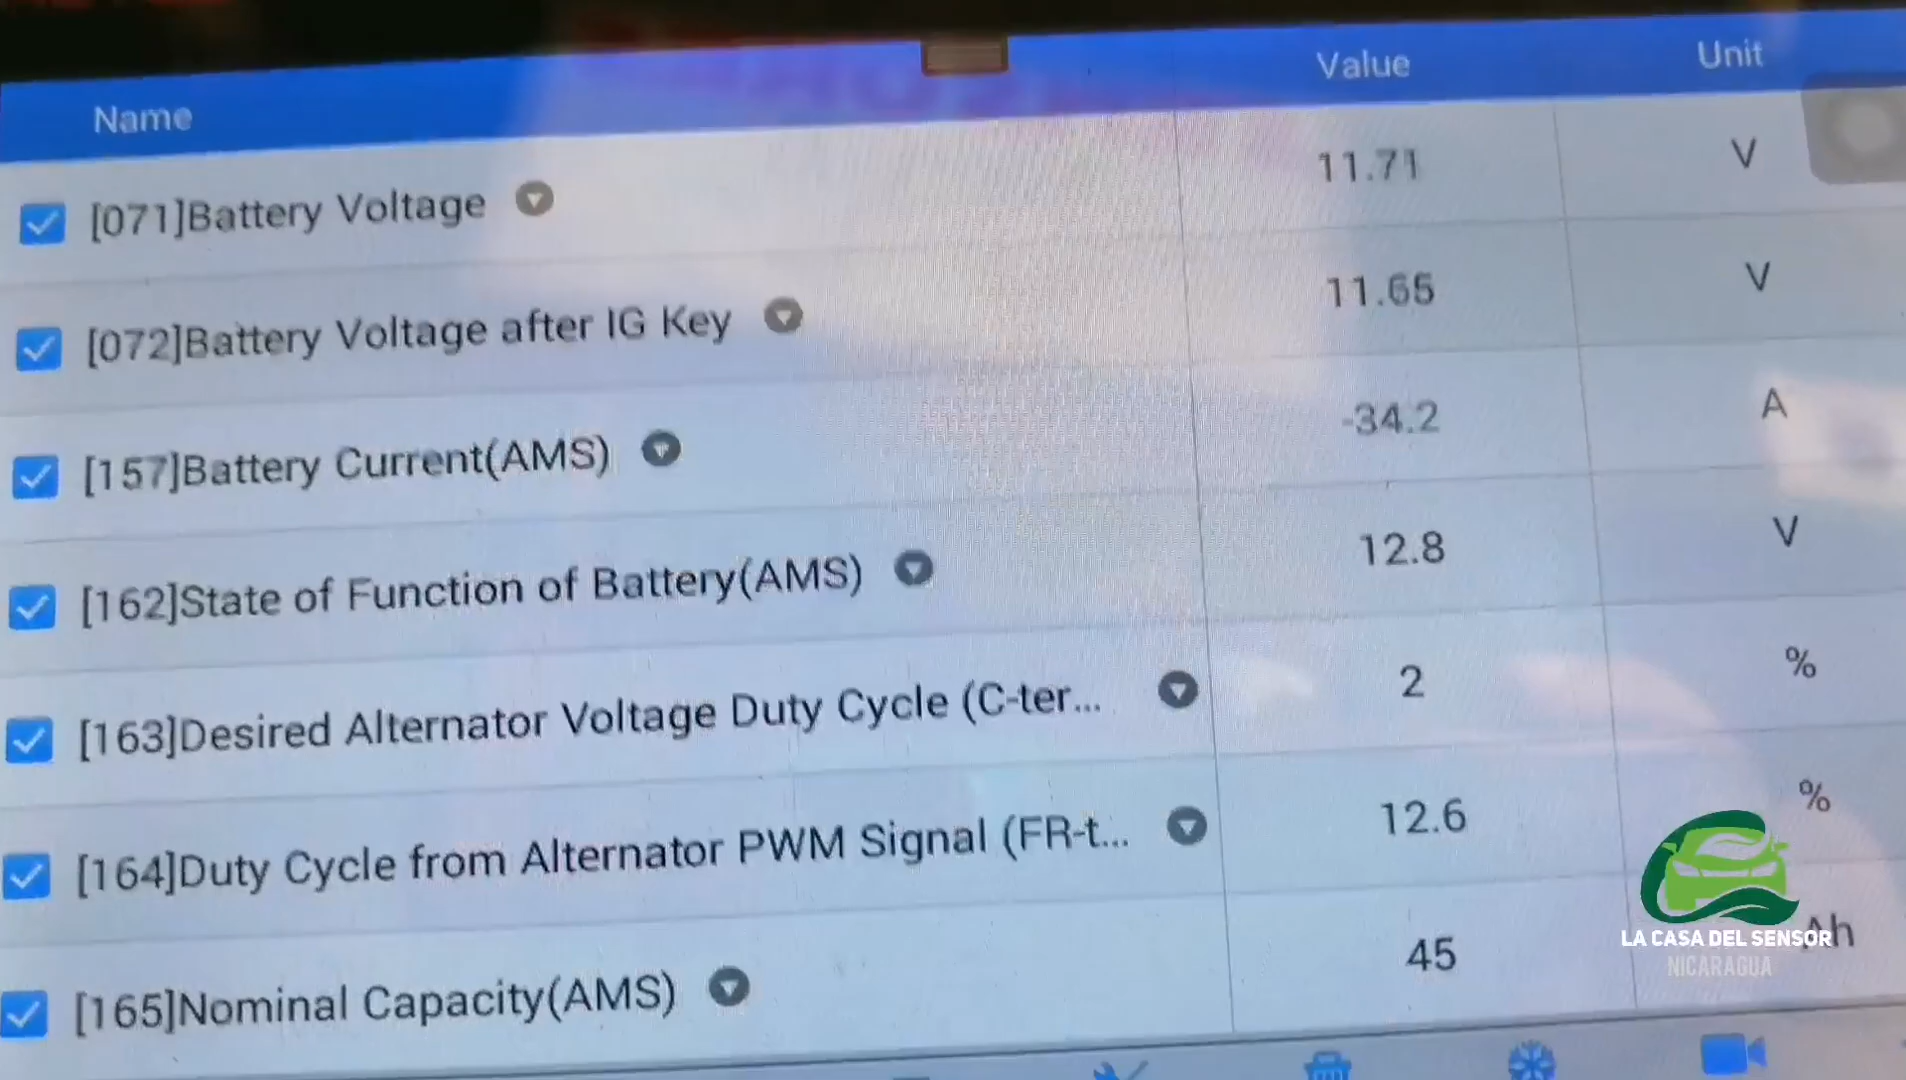 Name Value Unit
[071]Battery Voltage 11.71 V
[072]Battery Voltage after IG Key 11.65 V
[157]Battery Current(AMS) -34.2 A
[162]State of Function of Battery(AMS) 12.8 V
[163]Desired Alternator Voltage Duty Cycle (C-ter... 2 %
[164]Duty Cycle from Alternator PWM Signal (FR-t... 12.6 %
[165]Nominal Capacity(AMS) 45 Ah
LA CASA DEL SENSOR
NICARAGUA